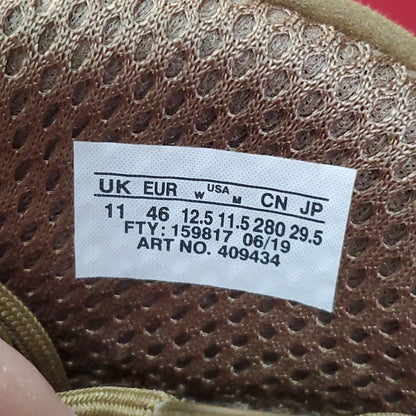 UK EUR USA W M CN JP
11 46 12.5 11.5 280 29.5
FTY: 159817 06/19
ART NO. 409434